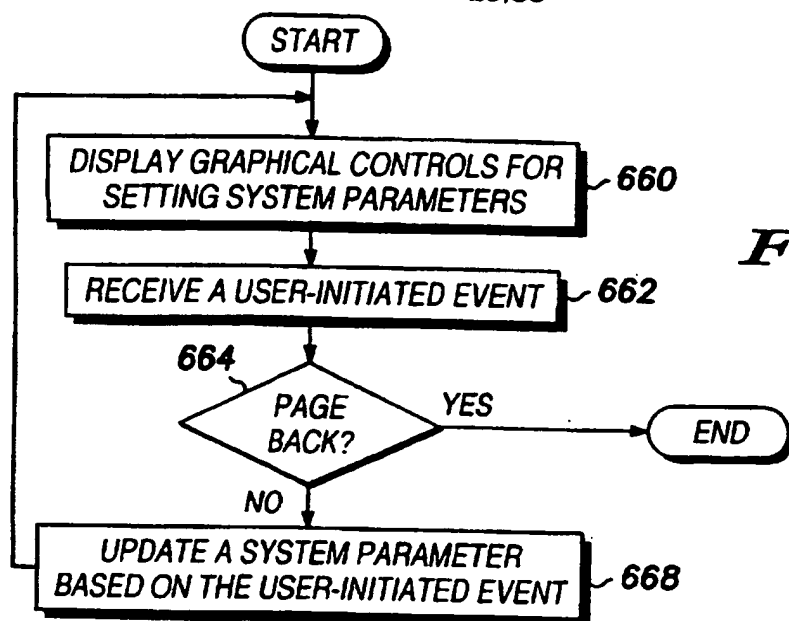 START
DISPLAY GRAPHICAL CONTROLS FOR
SETTING SYSTEM PARAMETERS
660
F
RECEIVE A USER-INITIATED EVENT
662
664
PAGE
BACK?
YES
END
NO
UPDATE A SYSTEM PARAMETER
BASED ON THE USER-INITIATED EVENT
668